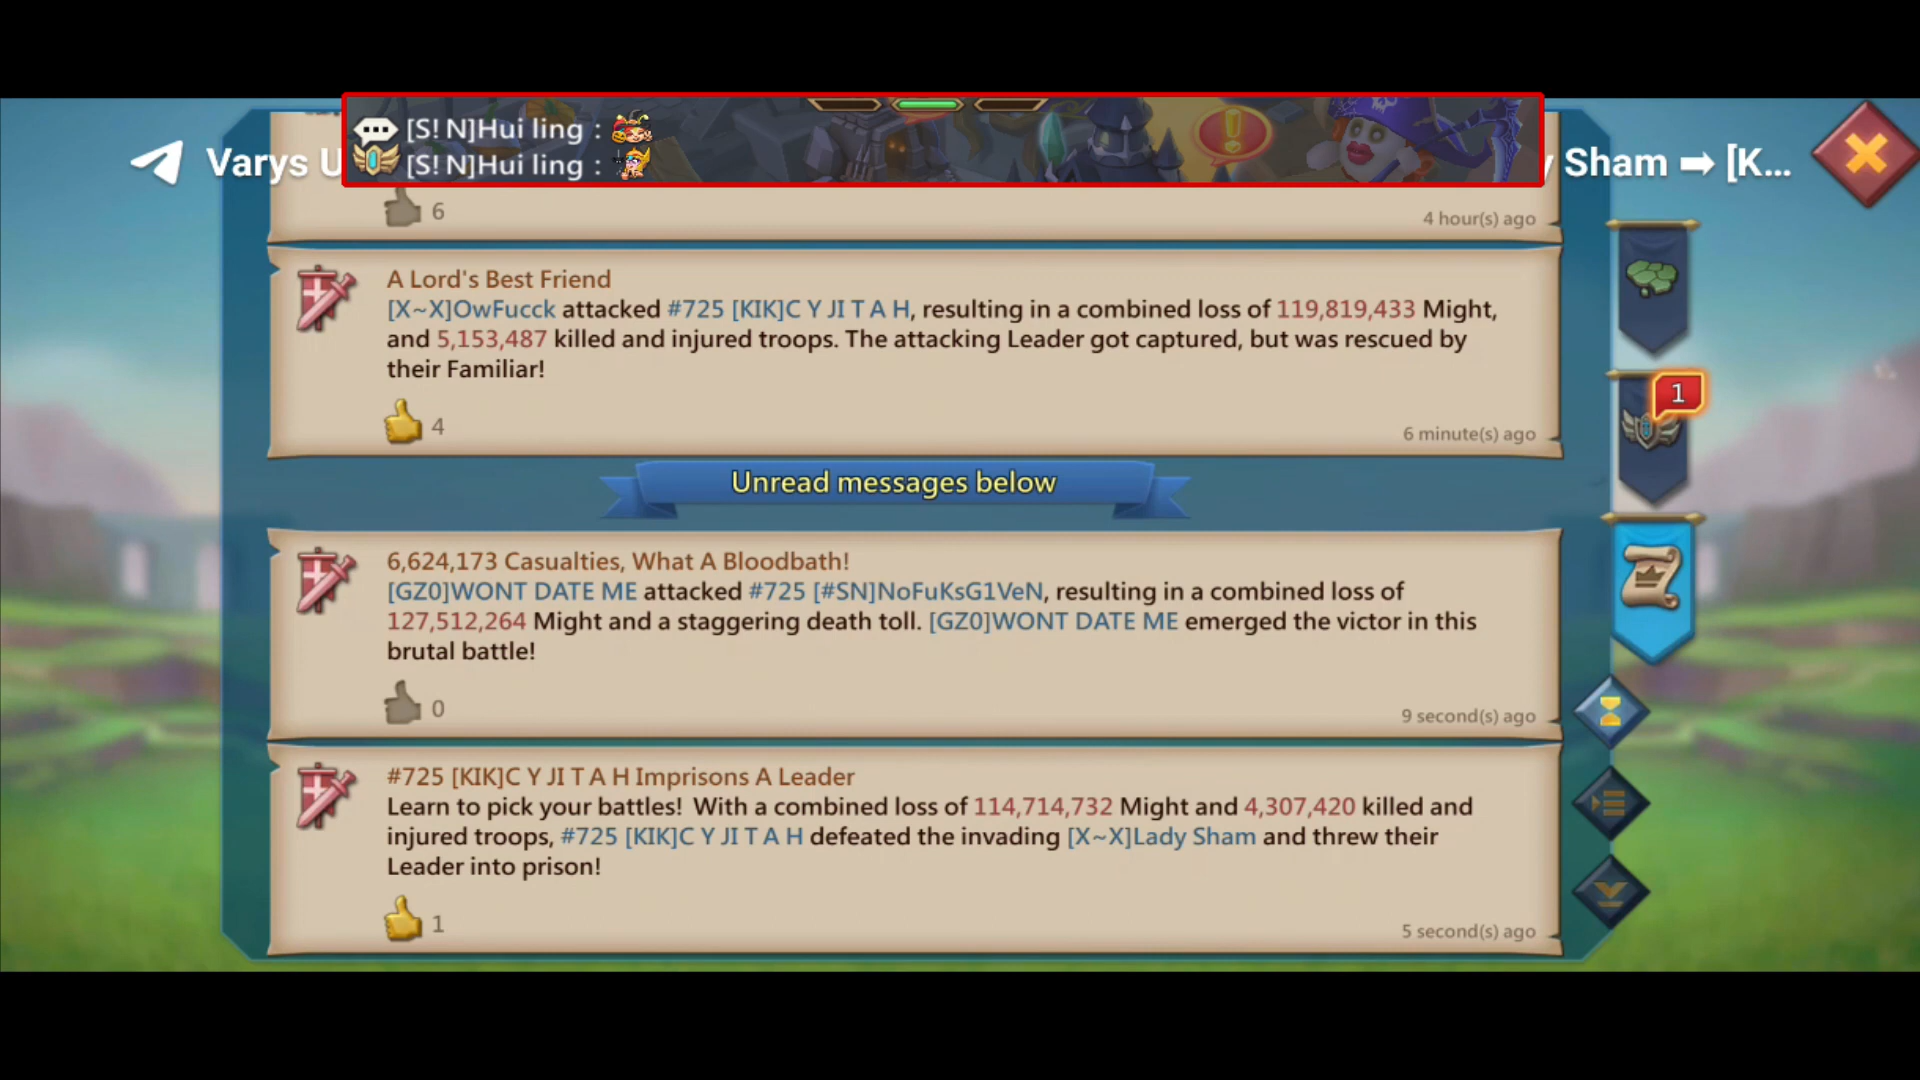 [S! N]Hui ling :
[S! N]Hui ling :
Varys U
Sham ➡ [K...
6
4 hour(s) ago
A Lord's Best Friend
[X~X]OwFucck attacked #725 [KIK]C Y JI T A H, resulting in a combined loss of 119,819,433 Might,
and 5,153,487 killed and injured troops. The attacking Leader got captured, but was rescued by
their Familiar!
4
6 minute(s) ago
1
Unread messages below
6,624,173 Casualties, What A Bloodbath!
[GZ0]WONT DATE ME attacked #725 [#SN]NoFuKsG1VeN, resulting in a combined loss of
127,512,264 Might and a staggering death toll. [GZ0]WONT DATE ME emerged the victor in this
brutal battle!
0
9 second(s) ago
#725 [KIK]C Y JI T A H Imprisons A Leader
Learn to pick your battles! With a combined loss of 114,714,732 Might and 4,307,420 killed and
injured troops, #725 [KIK]C Y JI T A H defeated the invading [X~X]Lady Sham and threw their
Leader into prison!
1
5 second(s) ago